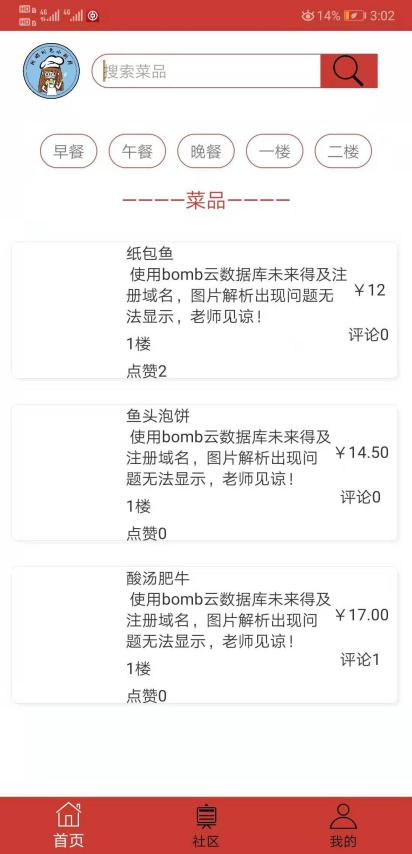 14% 3:02
搜索菜品
早餐 午餐 晚餐 一楼 二楼
————菜品————
纸包鱼
使用bomb云数据库未来得及注
册域名，图片解析出现问题无
法显示，老师见谅！
￥12
评论0
1楼
点赞2
鱼头泡饼
使用bomb云数据库未来得及
注册域名，图片解析出现问
题无法显示，老师见谅！
￥14.50
评论0
1楼
点赞0
酸汤肥牛
使用bomb云数据库未来得及
注册域名，图片解析出现问
题无法显示，老师见谅！
￥17.00
评论1
1楼
点赞0
首页 社区 我的